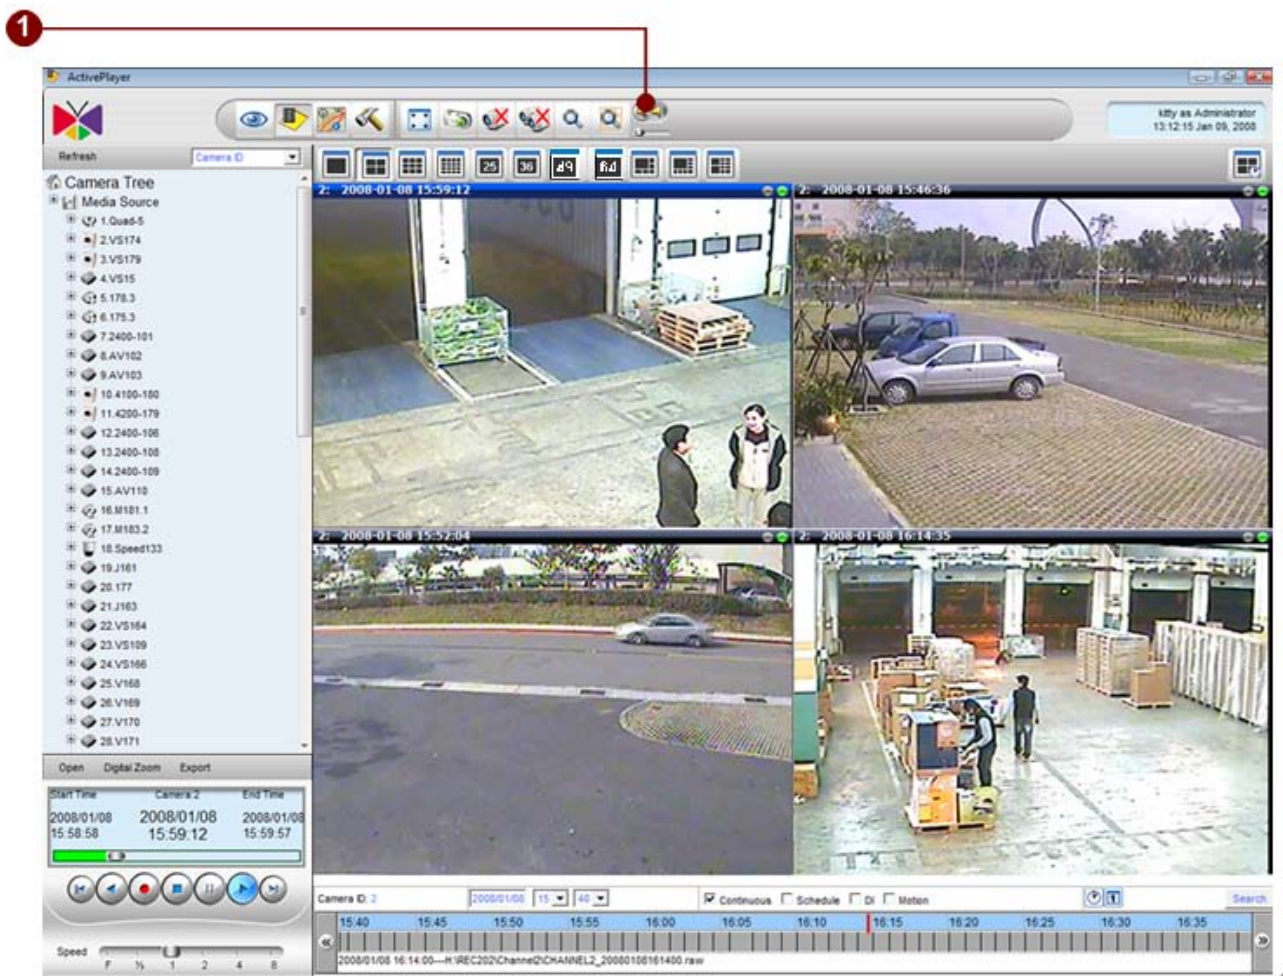 1
ActivePlayer
kitty as Administrator
13:12:15 Jan 09, 2008
Refresh
Camera ID
25
36
Camera Tree
Media Source
1.Quad-5
2.VS174
3.VS179
4.VS15
5.178.3
6.175.3
7.2400-101
8.AV102
9.AV103
10.4100-180
11.4200-179
12.2400-106
13.2400-108
14.2400-109
15.AV110
16.M181.1
17.M183.2
18.Speed133
19.J161
20.177
21.J163
22.VS164
23.VS109
24.VS166
25.V168
26.V169
27.V170
28.V171
2: 2008-01-08 15:59:12
2: 2008-01-08 15:46:36
2: 2008-01-08 15:52:04
2: 2008-01-08 16:14:35
Open Digital Zoom Export
Start Time Camera:2 End Time
2008/01/08 2008/01/08 2008/01/08
15:58:58 15:59:12 15:59:57
Speed
F ½ 1 2 4 8
Camera ID: 2 2008/01/08 15 40 Continuous Schedule DI Motion Search
15:40 15:45 15:50 15:55 16:00 16:05 16:10 16:15 16:20 16:25 16:30 16:35
2008/01/08 16:14:00---H:\REC202\Channel2\CHANNEL2_20080108161400.raw